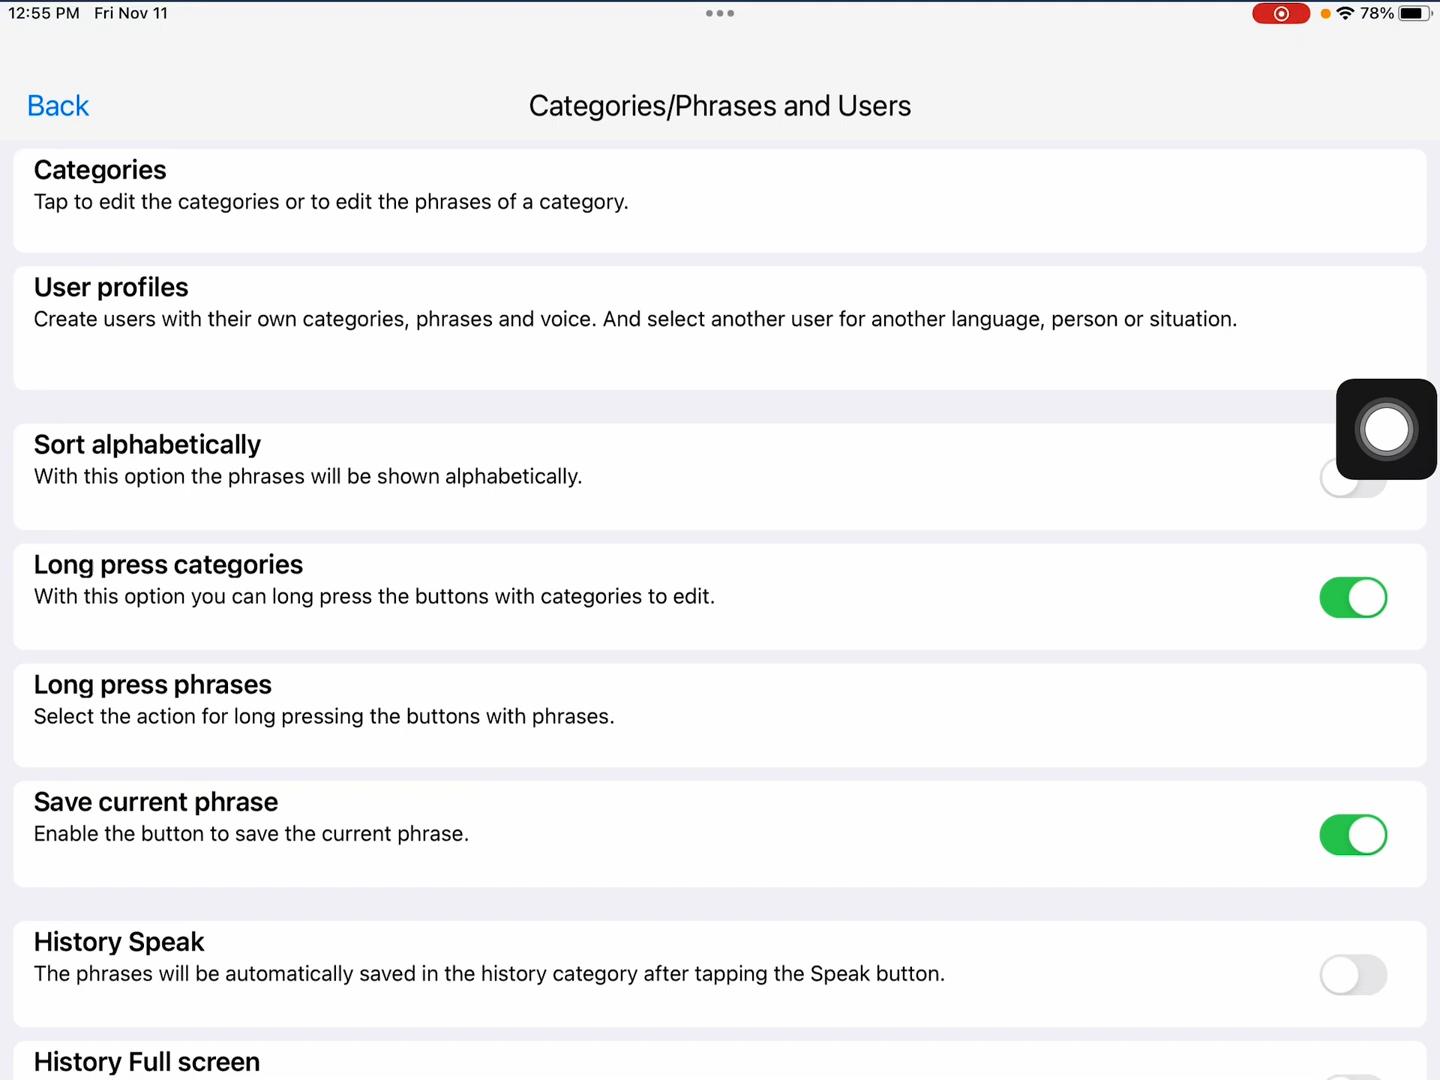 12:55 PM Fri Nov 11
78%
Back
Categories/Phrases and Users
Categories
Tap to edit the categories or to edit the phrases of a category.
User profiles
Create users with their own categories, phrases and voice. And select another user for another language, person or situation.
Sort alphabetically
With this option the phrases will be shown alphabetically.
Long press categories
With this option you can long press the buttons with categories to edit.
Long press phrases
Select the action for long pressing the buttons with phrases.
Save current phrase
Enable the button to save the current phrase.
History Speak
The phrases will be automatically saved in the history category after tapping the Speak button.
History Full screen